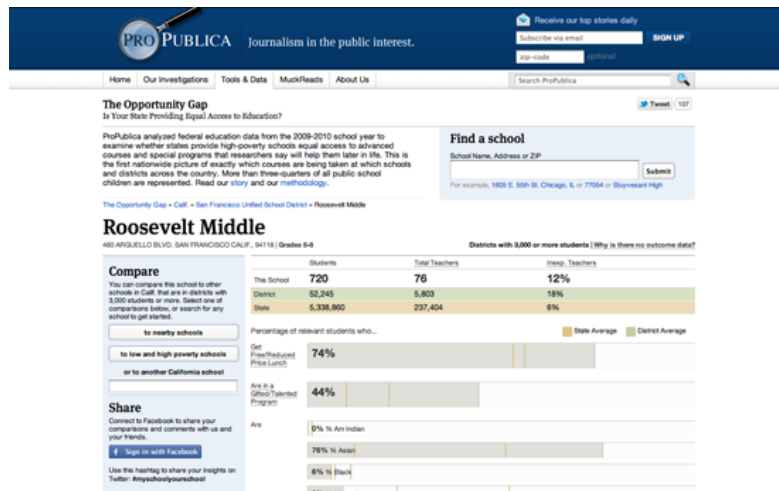 PROPUBLICA Journalism in the public interest.
Receive our top stories daily
Subscribe via email SIGN UP
zip-code optional
Home Our Investigations Tools & Data MuckReads About Us Search ProPublica
The Opportunity Gap
Is Your State Providing Equal Access to Education?
Tweet 107
ProPublica analyzed federal education data from the 2009-2010 school year to
examine whether states provide high-poverty schools equal access to advanced
courses and special programs that researchers say will help them later in life. This is
the first nationwide picture of exactly which courses are being taken at which schools
and districts across the country. More than three-quarters of all public school
children are represented. Read our story and our methodology.
Find a school
School Name, Address or ZIP
Submit
For example, 1605 E. 55th St. Chicago, IL or 77054 or Stuyvesant High
The Opportunity Gap » Calif. » San Francisco Unified School District » Roosevelt Middle
Roosevelt Middle
460 ARGUELLO BLVD. SAN FRANCISCO CALIF., 94118 | Grades 6-8
Districts with 3,000 or more students | Why is there no outcome data?
Compare
You can compare this school to other
schools in Calif. that are in districts with
3,000 students or more. Select one of
comparisons below, or search for any
school to get started.
to nearby schools
to low and high poverty schools
or to another California school
Share
Connect to Facebook to share your
comparisons and comments with us and
your friends.
f Sign in with Facebook
Use this hashtag to share your insights on
Twitter: #myschoolyourschool
Students Total Teachers Inexp. Teachers
This School 720 76 12%
District 52,245 5,803 18%
State 5,338,860 237,404 6%
Percentage of relevant students who... State Average District Average
Get
Free/Reduced
Price Lunch
74%
Are in a
Gifted/Talented
Program
44%
Are
0% % Am Indian
76% % Asian
6% % Black